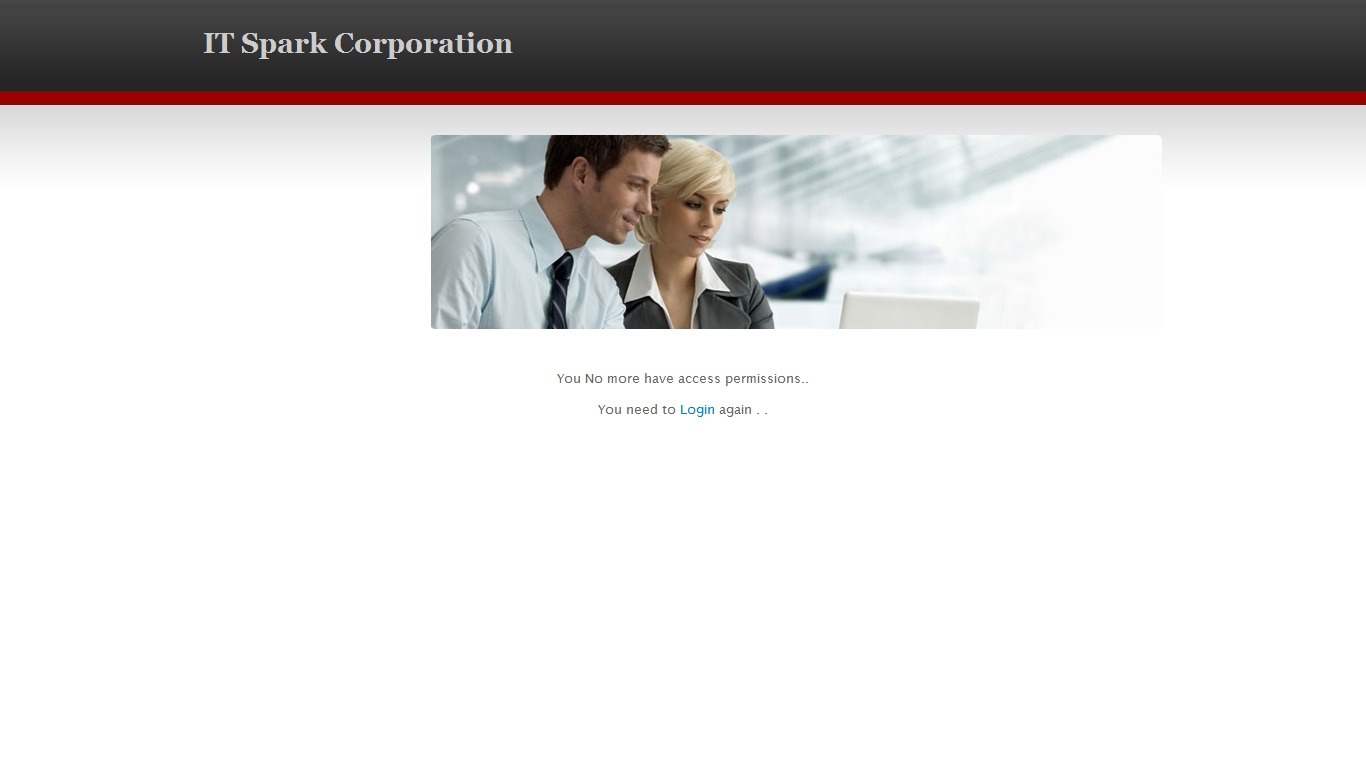 IT Spark Corporation
You No more have access permissions..
You need to Login again . .